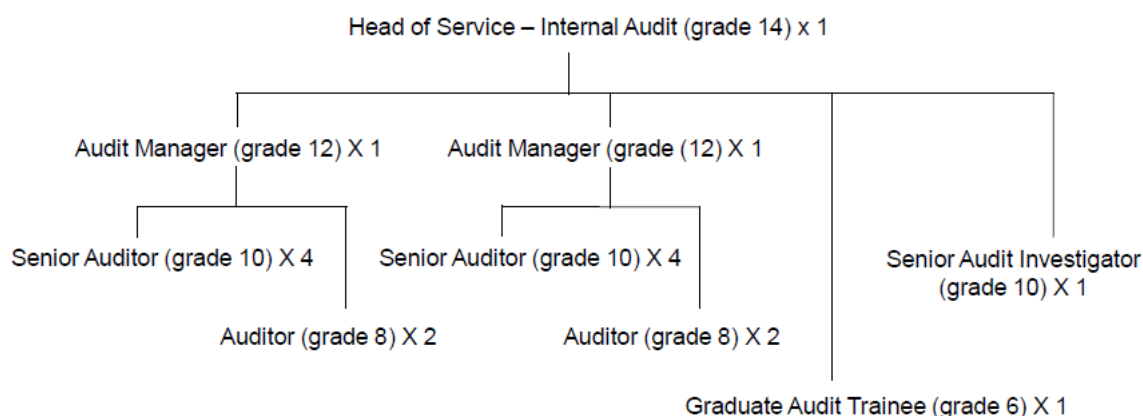 Head of Service – Internal Audit (grade 14) x 1
Audit Manager (grade 12) X 1
Audit Manager (grade (12) X 1
Senior Auditor (grade 10) X 4
Senior Auditor (grade 10) X 4
Senior Audit Investigator
(grade 10) X 1
Auditor (grade 8) X 2
Auditor (grade 8) X 2
Graduate Audit Trainee (grade 6) X 1